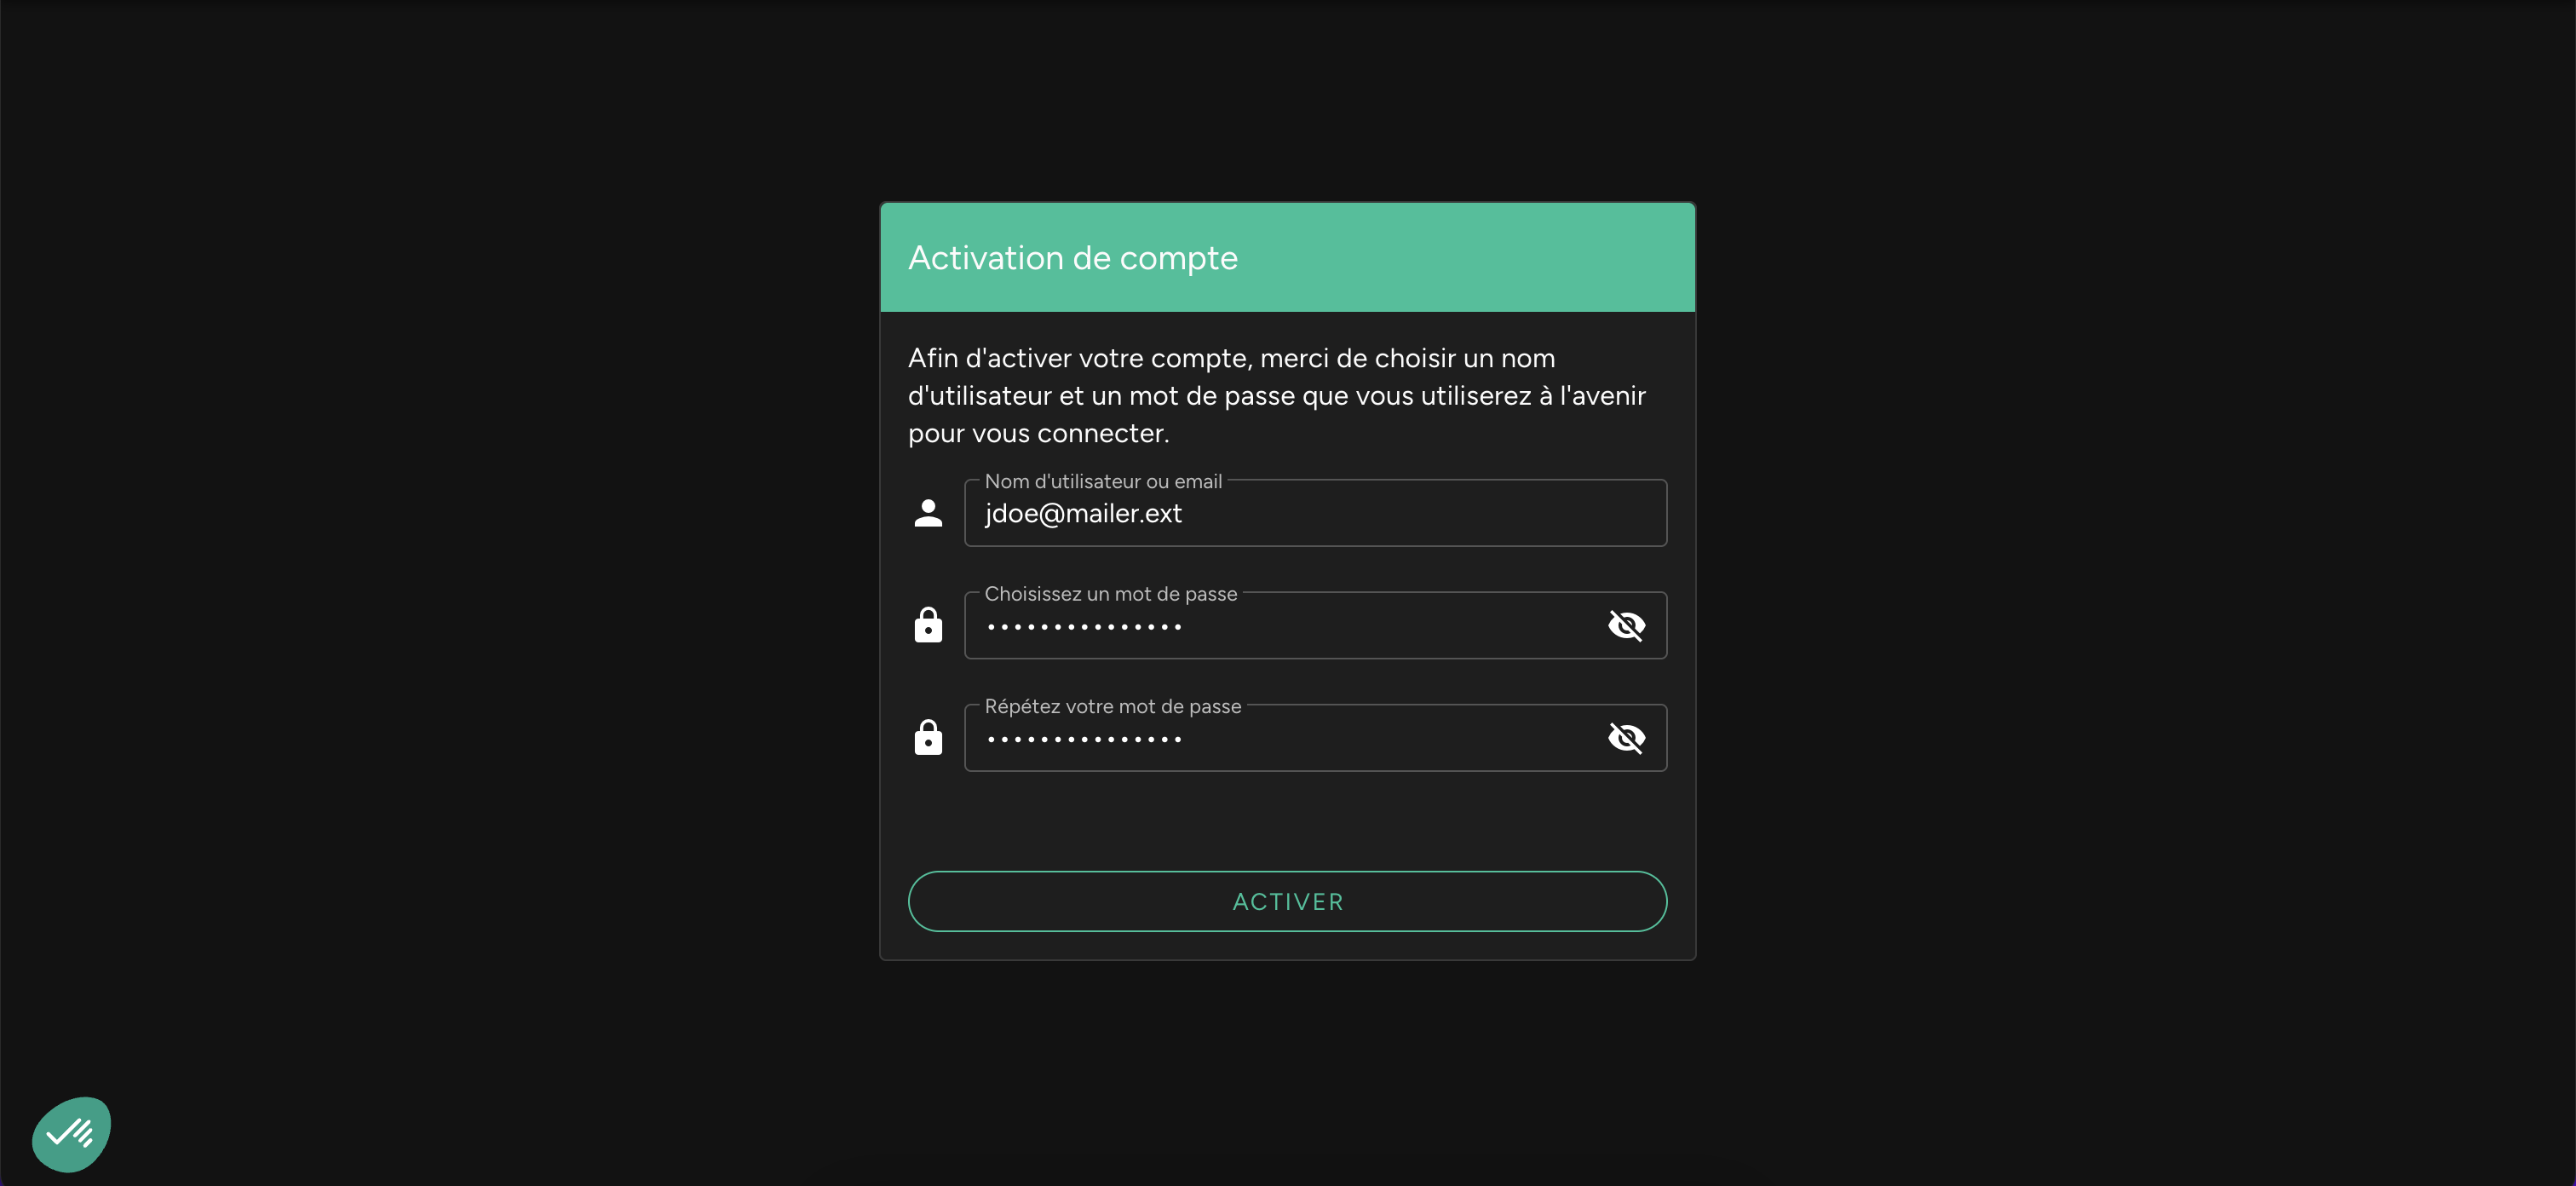 Activation de compte
Afin d'activer votre compte, merci de choisir un nom
d'utilisateur et un mot de passe que vous utiliserez à l'avenir
pour vous connecter.
Nom d'utilisateur ou email
jdoe@mailer.ext
Choisissez un mot de passe
•••••••••••••••
Répétez votre mot de passe
•••••••••••••••
ACTIVER